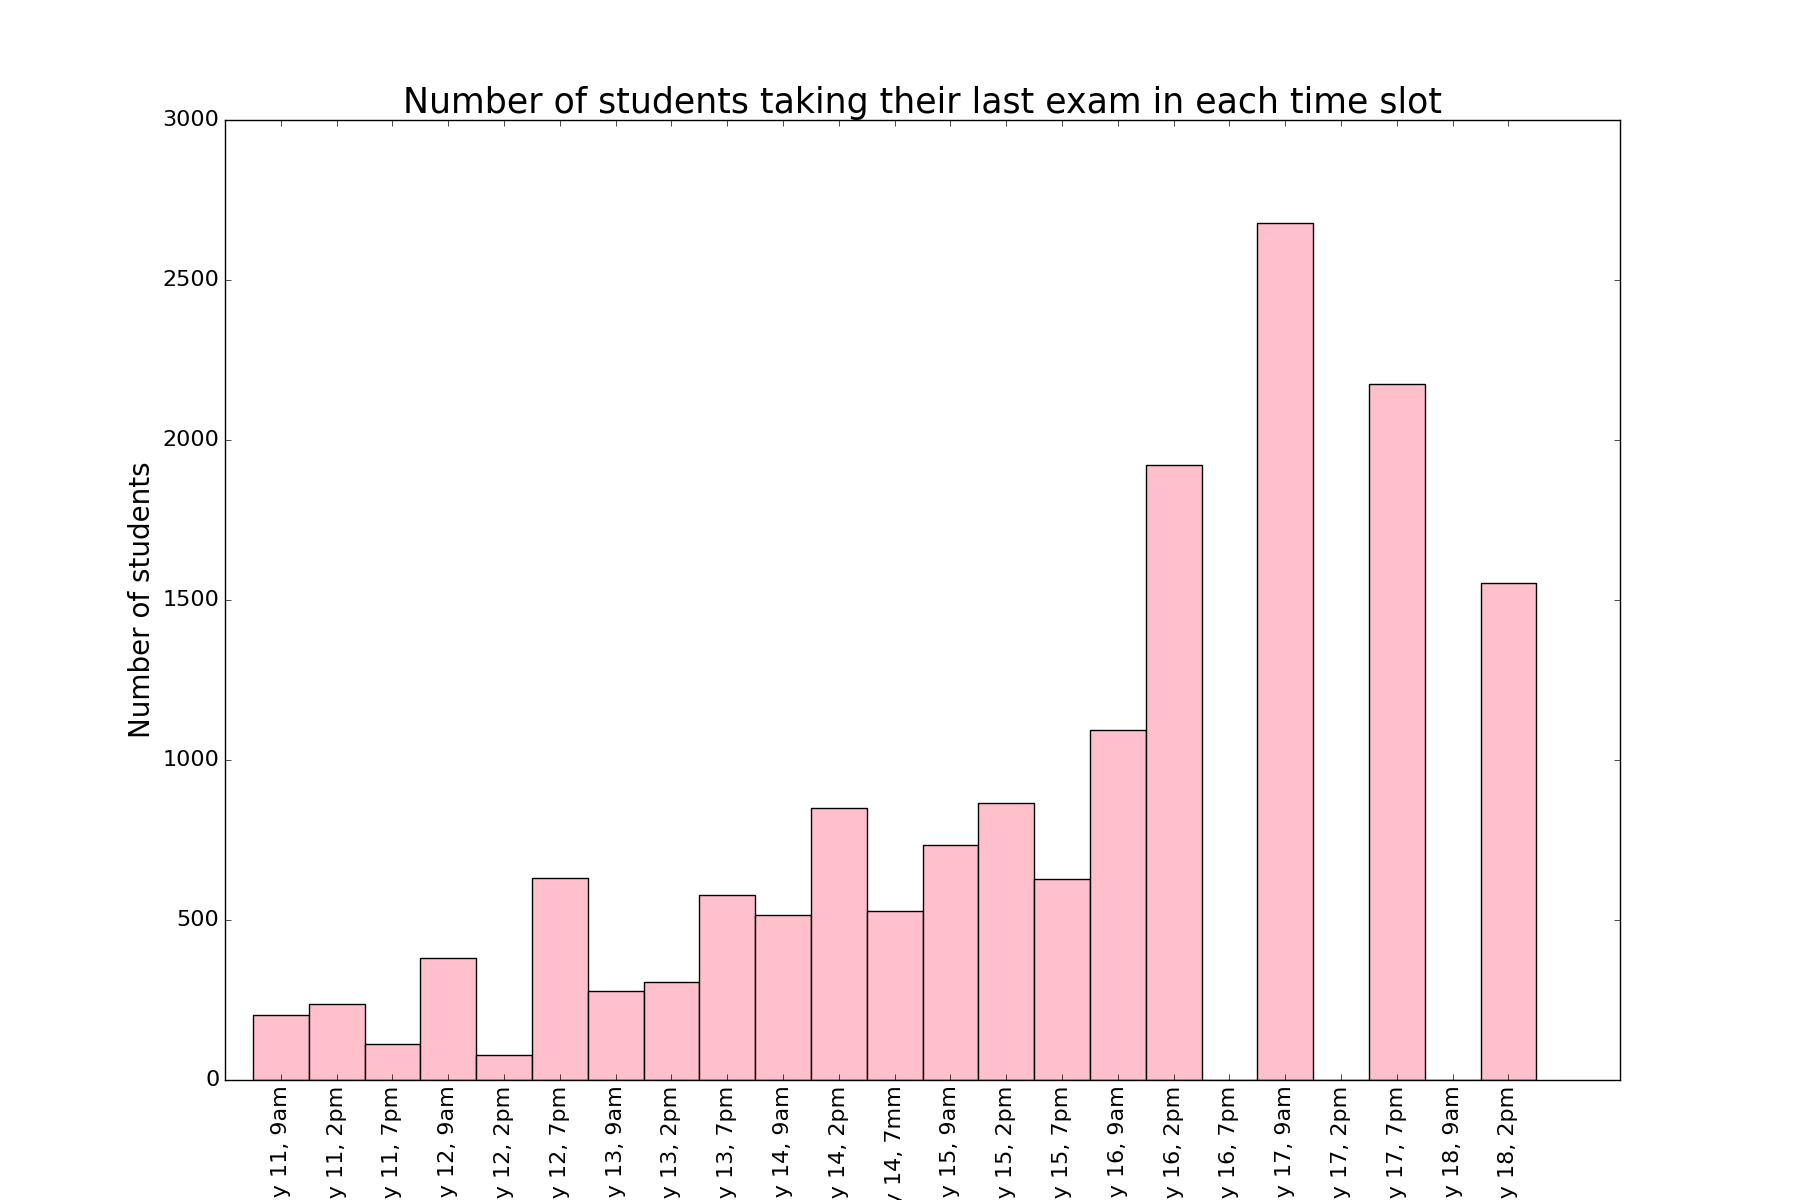 Number of students taking their last exam in each time slot
3000
2500
2000
1500
1000
500
0
Number of students
y 11, 9am
y 11, 2pm
y 11, 7pm
y 12, 9am
y 12, 2pm
y 12, 7pm
y 13, 9am
y 13, 2pm
y 13, 7pm
y 14, 9am
y 14, 2pm
y 14, 7mm
y 15, 9am
y 15, 2pm
y 15, 7pm
y 16, 9am
y 16, 2pm
y 16, 7pm
y 17, 9am
y 17, 2pm
y 17, 7pm
y 18, 9am
y 18, 2pm